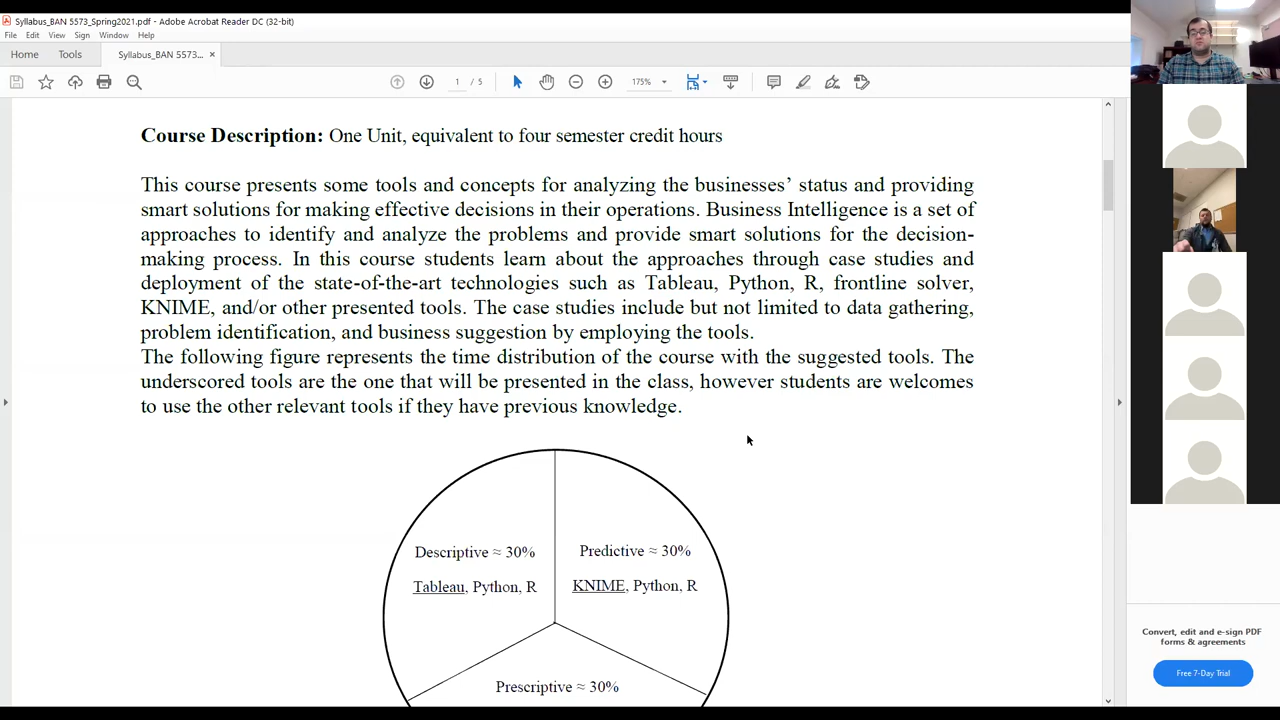 Syllabus_BAN 5573_Spring2021.pdf - Adobe Acrobat Reader DC (32-bit)
File Edit View Sign Window Help
Home Tools Syllabus_BAN 5573... ×
1 / 5 175%
Course Description: One Unit, equivalent to four semester credit hours
This course presents some tools and concepts for analyzing the businesses’ status and providing
smart solutions for making effective decisions in their operations. Business Intelligence is a set of
approaches to identify and analyze the problems and provide smart solutions for the decision-
making process. In this course students learn about the approaches through case studies and
deployment of the state-of-the-art technologies such as Tableau, Python, R, frontline solver,
KNIME, and/or other presented tools. The case studies include but not limited to data gathering,
problem identification, and business suggestion by employing the tools.
The following figure represents the time distribution of the course with the suggested tools. The
underscored tools are the one that will be presented in the class, however students are welcomes
to use the other relevant tools if they have previous knowledge.
Descriptive ≈ 30%
Tableau, Python, R
Predictive ≈ 30%
KNIME, Python, R
Prescriptive ≈ 30%
Convert, edit and e-sign PDF
forms & agreements
Free 7-Day Trial